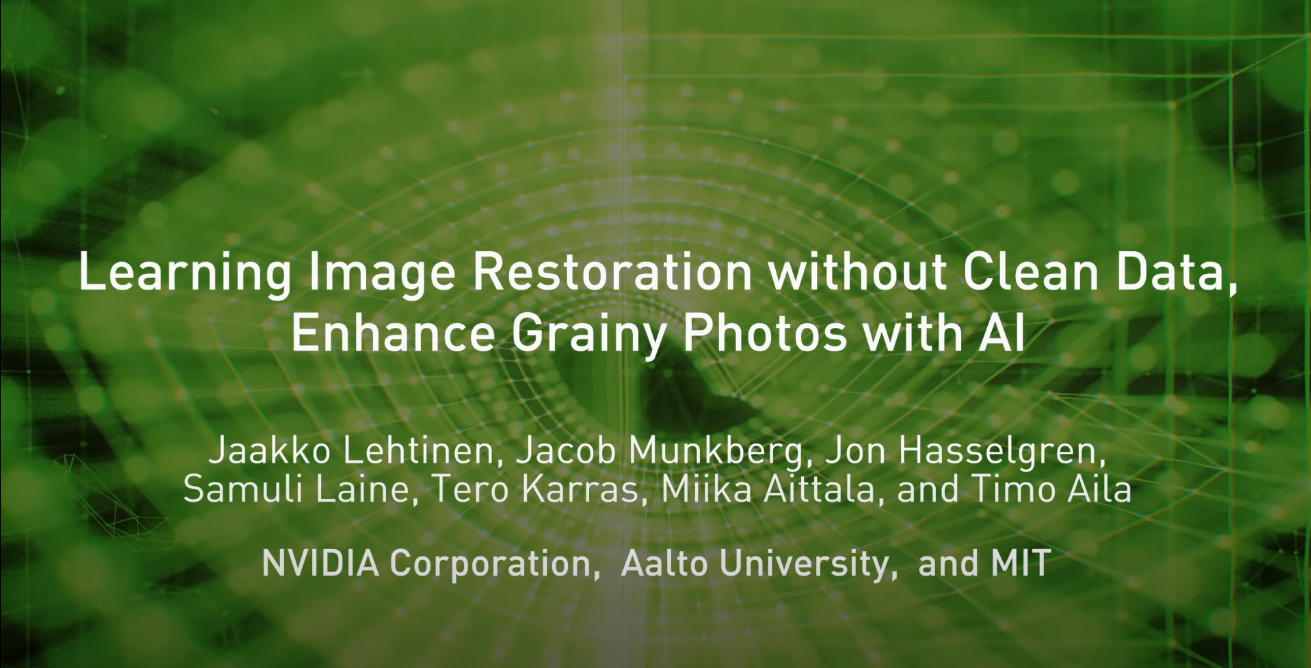 Learning Image Restoration without Clean Data,
Enhance Grainy Photos with AI
Jaakko Lehtinen, Jacob Munkberg, Jon Hasselgren,
Samuli Laine, Tero Karras, Miika Aittala, and Timo Aila
NVIDIA Corporation, Aalto University, and MIT